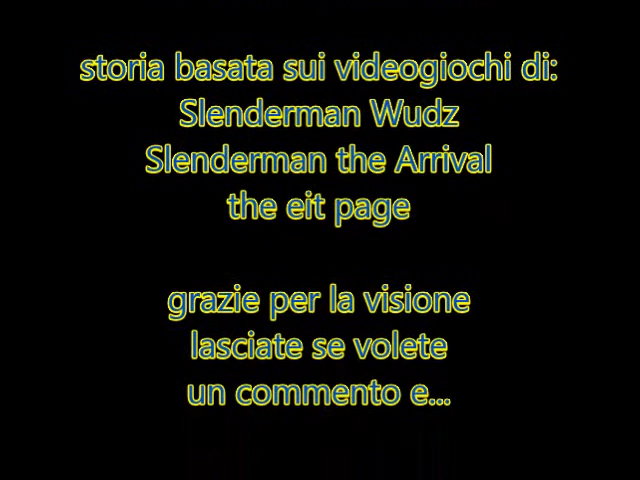 storia basata sui videogiochi di:
Slenderman Wudz
Slenderman the Arrival
the eit page
grazie per la visione
lasciate se volete
un commento e...